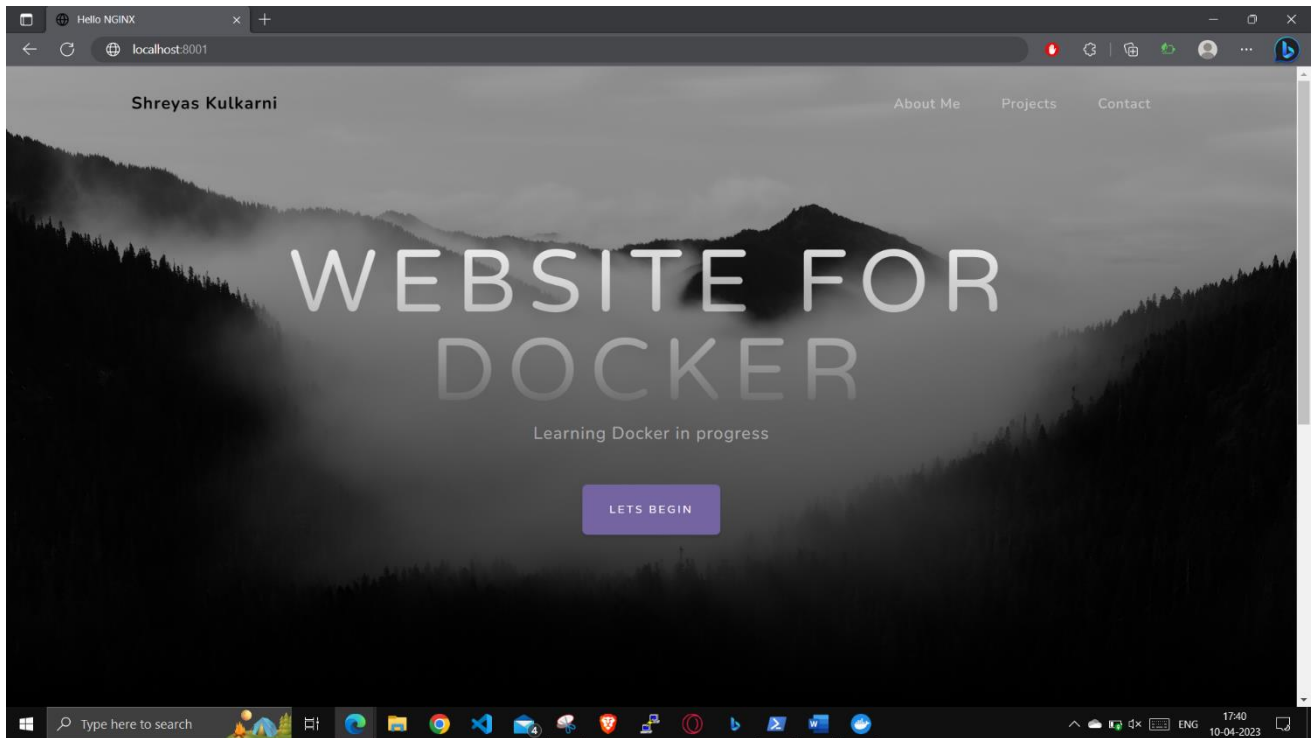 Hello NGINX
localhost:8001
Shreyas Kulkarni
About Me Projects Contact
WEBSITE FOR
DOCKER
Learning Docker in progress
LETS BEGIN
Type here to search
4
W
ENG
17:40
10-04-2023